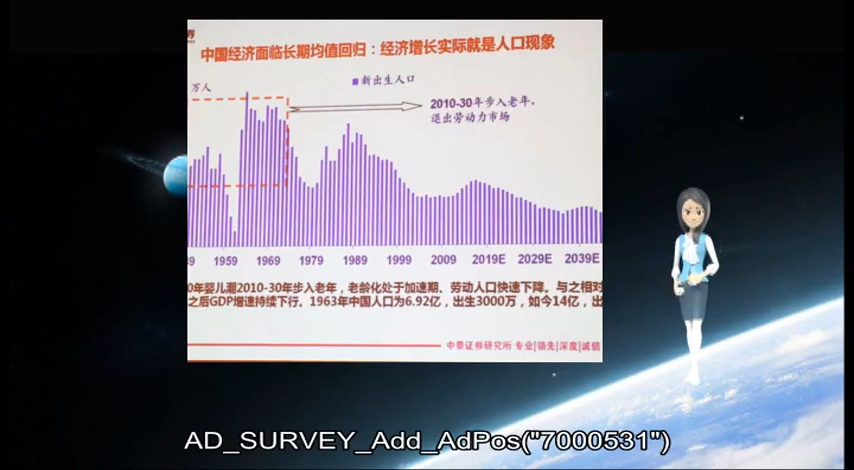 中国经济面临长期均值回归：经济增长实际就是人口现象
万人
新出生人口
2010-30年步入老年，
退出劳动力市场
1959 1969 1979 1989 1999 2009 2019E 2029E 2039E
0年婴儿潮2010-30年步入老年，老龄化处于加速期、劳动人口快速下降。与之相对
之后GDP增速持续下行。1963年中国人口为6.92亿，出生3000万，如今14亿，出
中泰证券研究所 专业|领先|深度|诚信
AD_SURVEY_Add_AdPos("7000531")